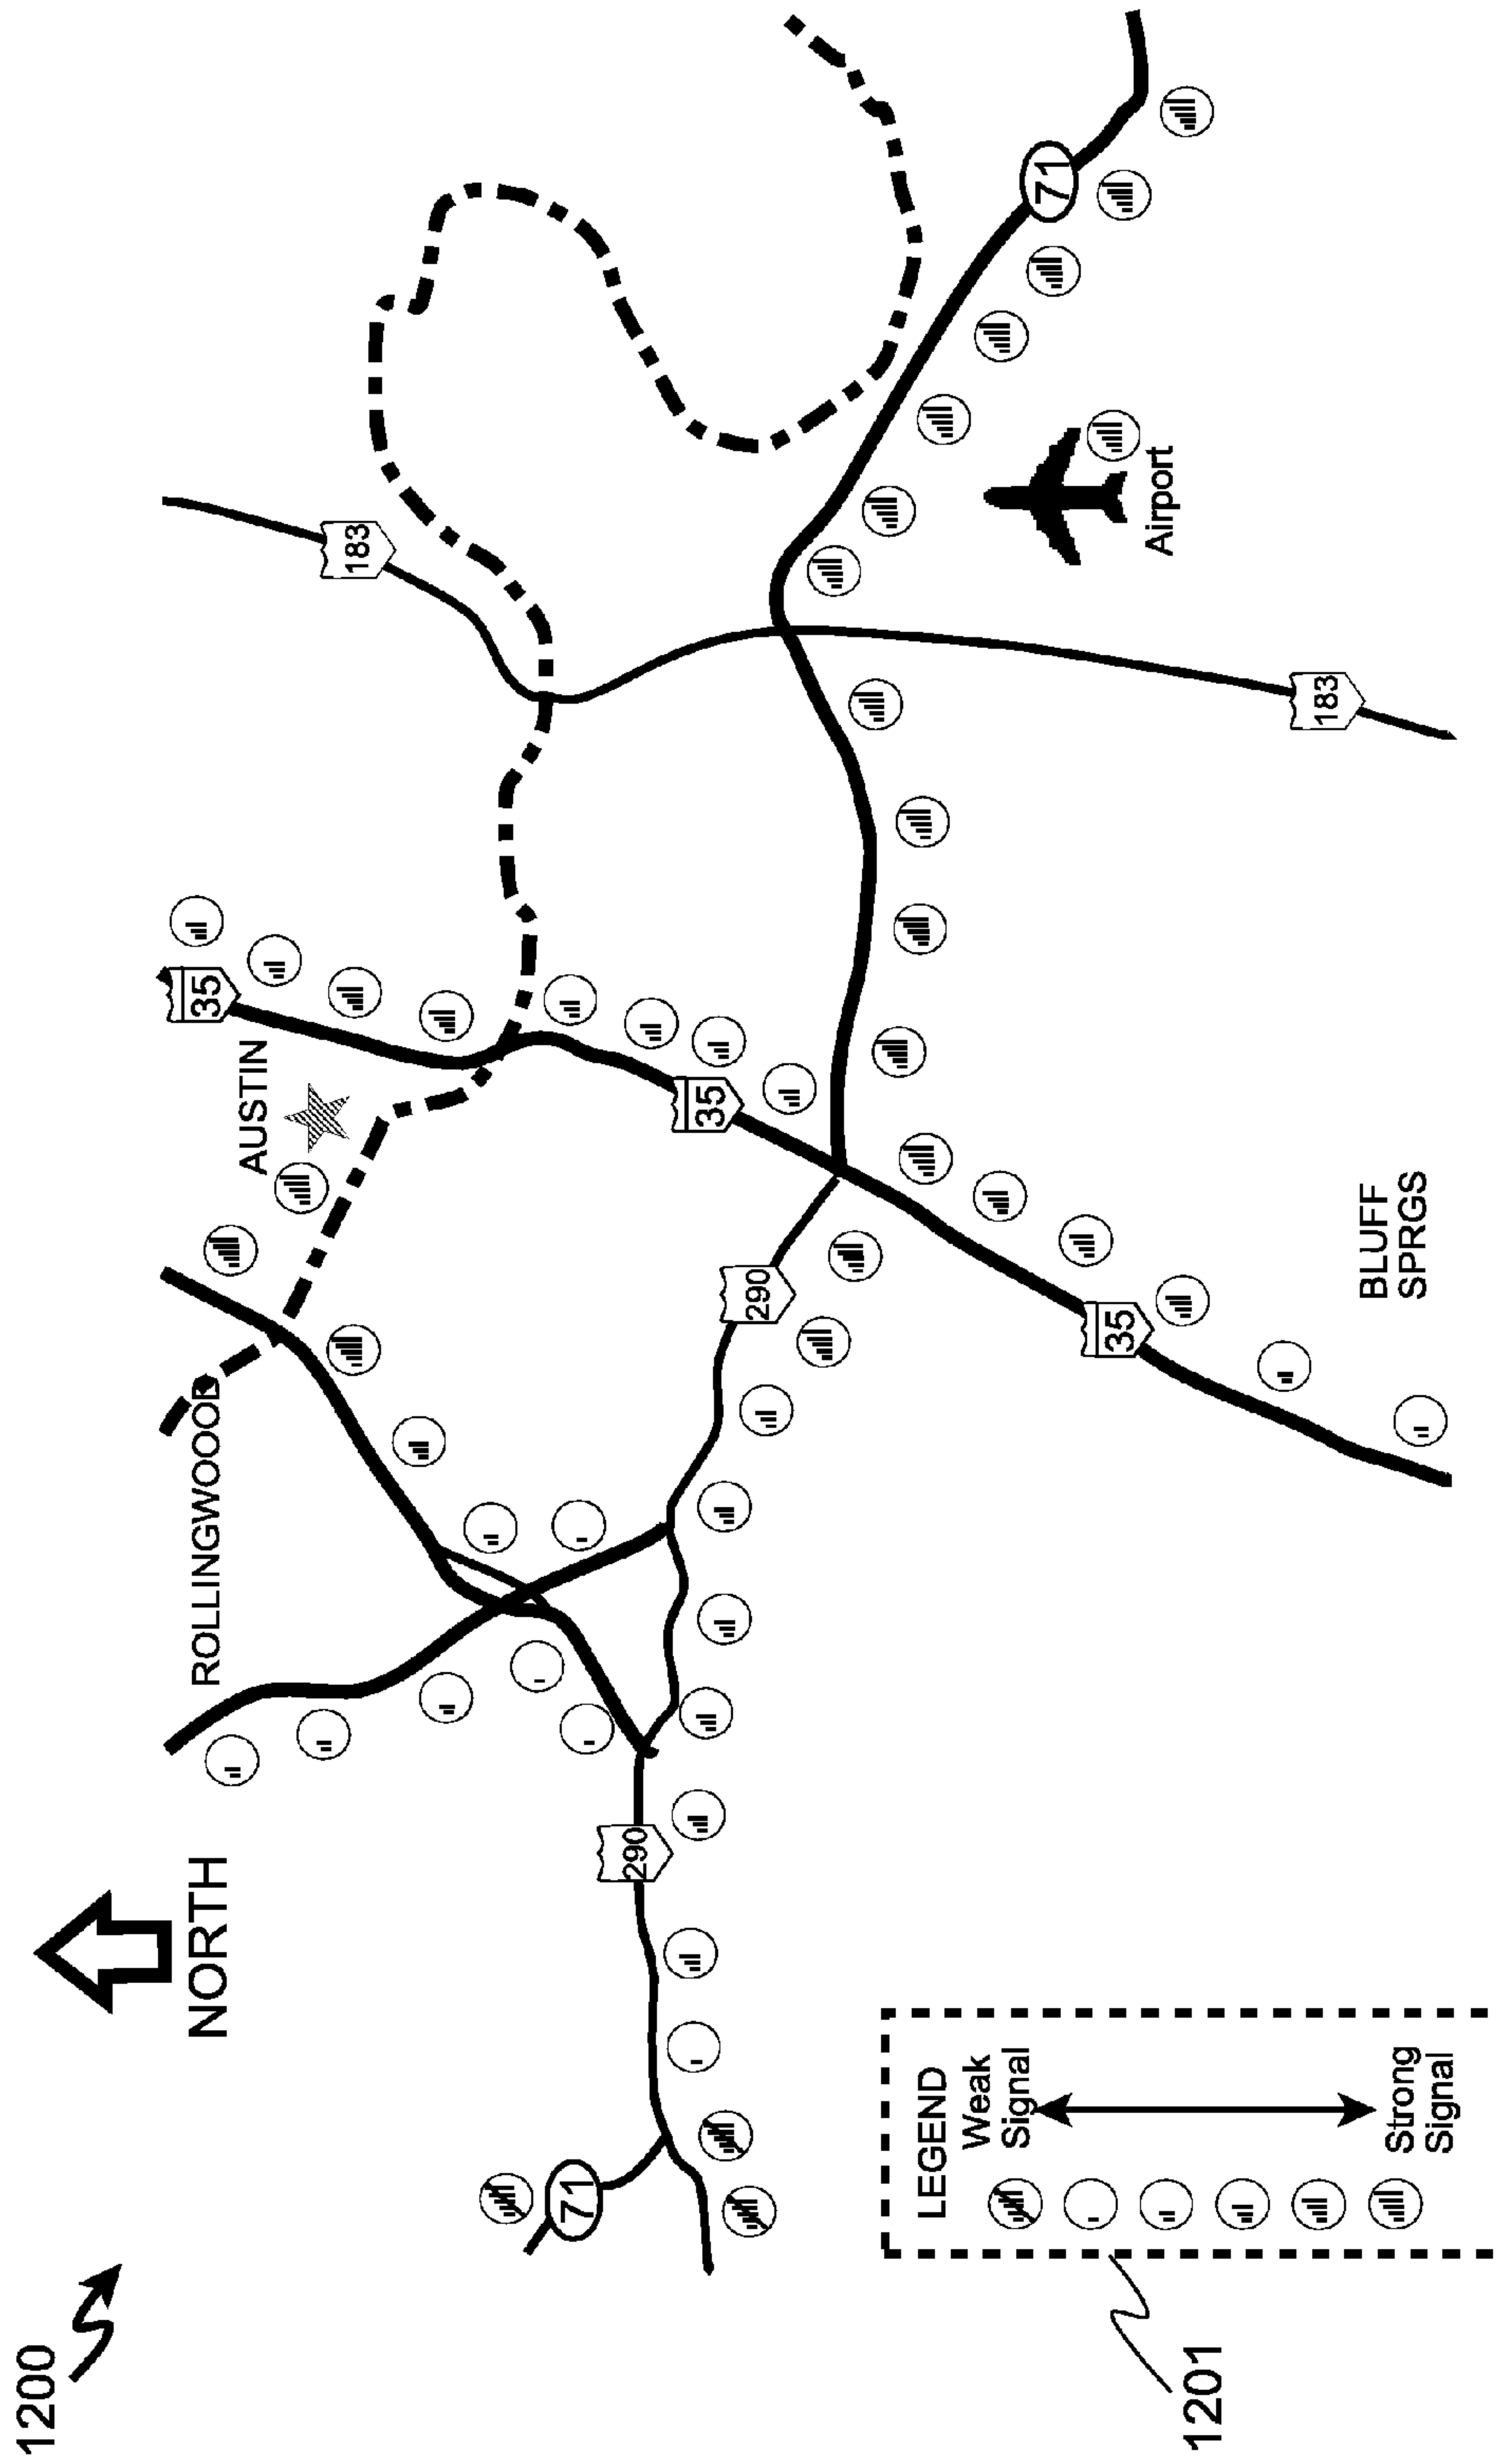 1200
NORTH
ROLLINGWOOD
AUSTIN
35
183
71
290
35
290
71
35
Airport
183
BLUFF
SPRGS
LEGEND
Weak
Signal
Strong
Signal
1201